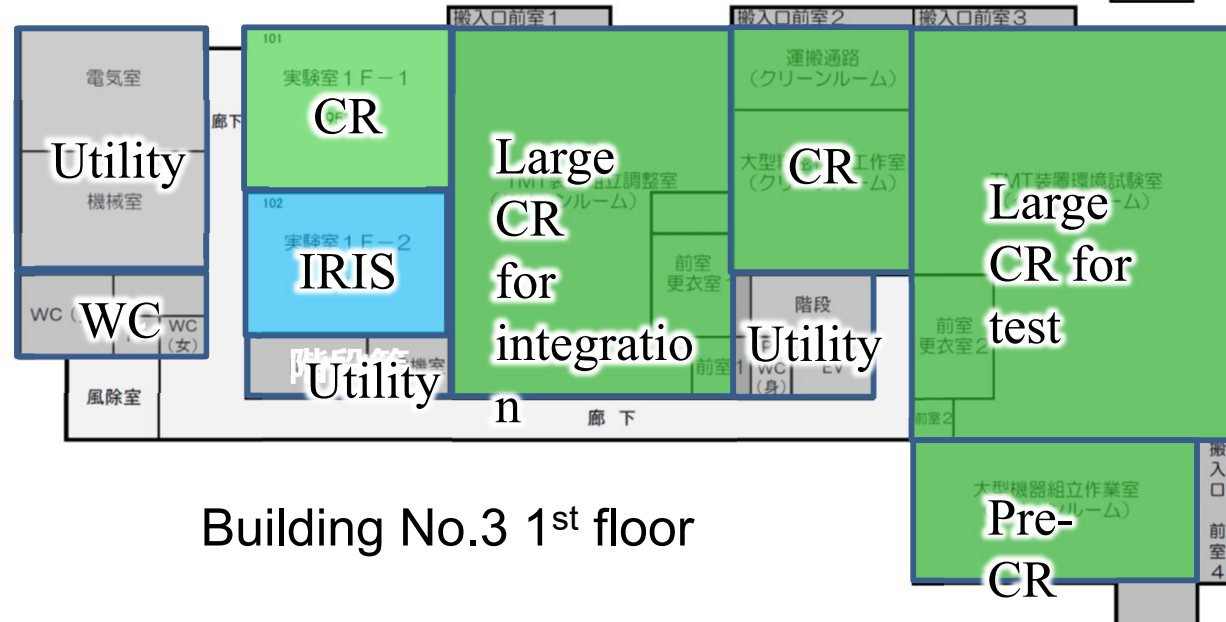 搬入口前室1
搬入口前室2
搬入口前室3
電気室
Utility
機械室
WC
WC
WC
(女)
風除室
廊下
101
実験室1F-1
CR
102
実験室1F-2
IRIS
Utility
Large
CR
for
integratio
n
前室
更衣室1
前室1
運搬通路
(クリーンルーム)
CR
階段
Utility
WC
(身)
EV
廊下
TMT装置環境試験室
Large
CR for
test
前室
更衣室2
前室2
大型機器組立作業室
Pre-
CR
搬
入
口
前
室
4
Building No.3 1st floor